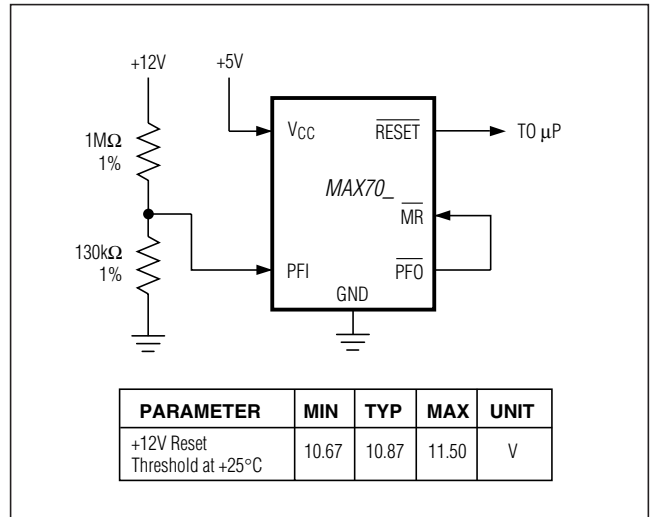 +12V
+5V
1MΩ
1%
130kΩ
1%
VCC
RESET
TO µP
MAX70_
MR
PFI
PFO
GND
PARAMETER MIN TYP MAX UNIT
+12V Reset
Threshold at +25°C
10.67 10.87 11.50 V